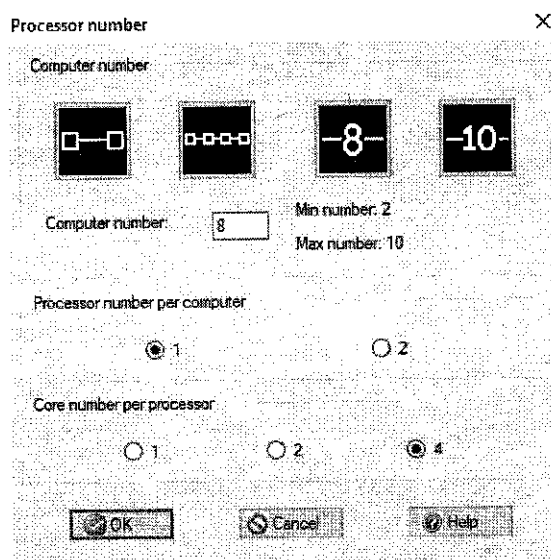 Processor number
Computer number
-8-
-10-
Computer number:
8
Min number: 2
Max number: 10
Processor number per computer
1
2
Core number per processor
1
2
4
OK
Cancel
Help